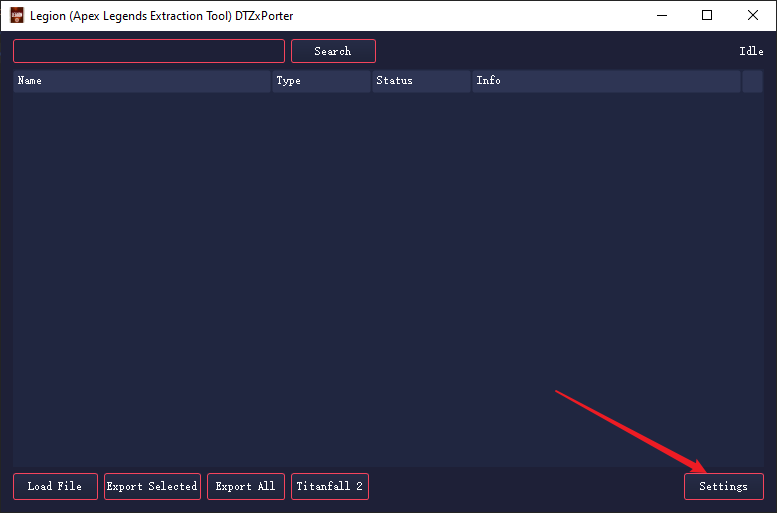 Legion (Apex Legends Extraction Tool) DTZxPorter
Search
Idle
Name Type Status Info
Load File Export Selected Export All Titanfall 2 Settings